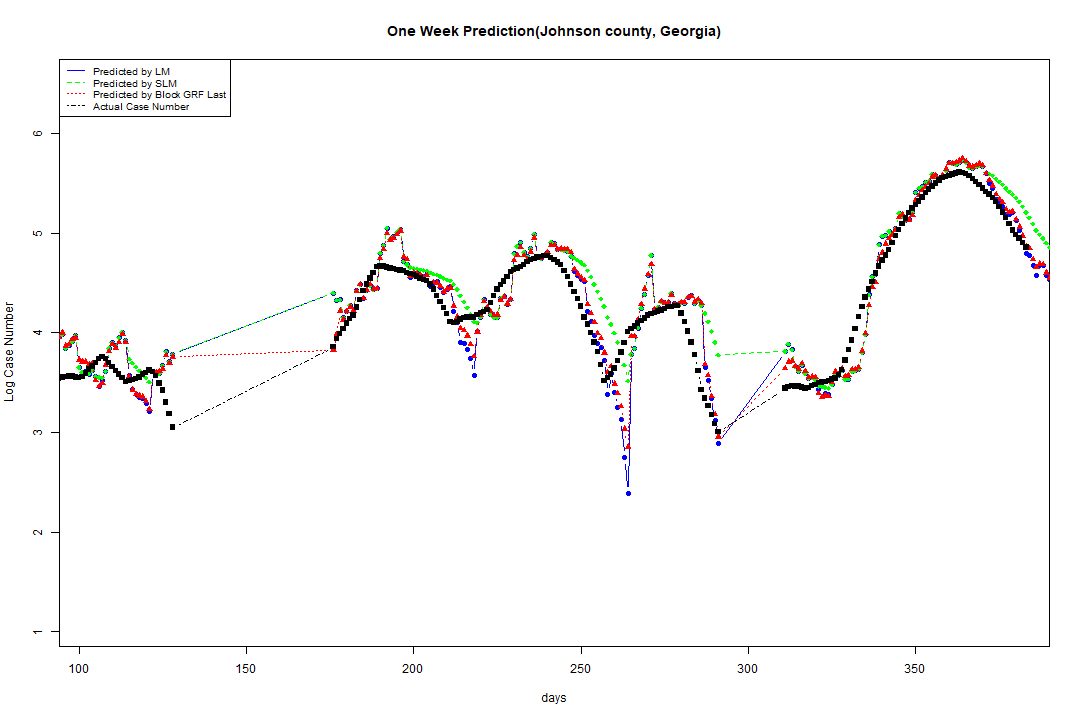 One Week Prediction(Johnson county, Georgia)
Predicted by LM
Predicted by SLM
Predicted by Block GRF Last
Actual Case Number
Log Case Number
6
5
4
3
2
1
100 150 200 250 300 350
days